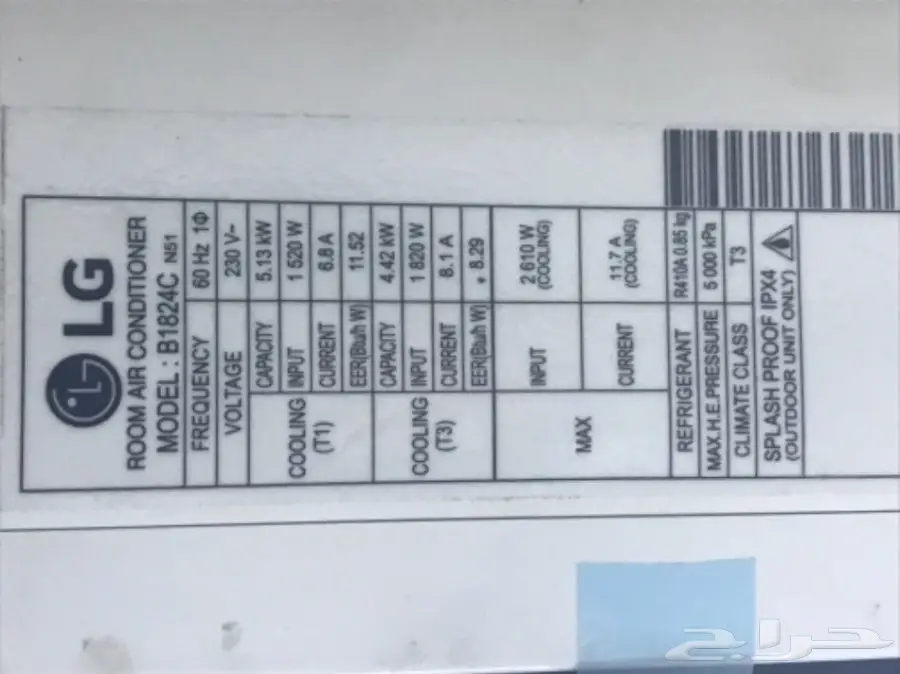 LG
ROOM AIR CONDITIONER
MODEL : B1824C N51
FREQUENCY 60 Hz 1Φ
VOLTAGE 230 V~
COOLING (T1) CAPACITY 5.13 kW
INPUT 1 520 W
CURRENT 6.8 A
EER(Btu/h W) 11.52
COOLING (T3) CAPACITY 4.42 kW
INPUT 1 820 W
CURRENT 8.1 A
EER(Btu/h W) * 8.29
MAX INPUT 2 610 W (COOLING)
CURRENT 11.7 A (COOLING)
REFRIGERANT R410A 0.85 kg
MAX.H.E.PRESSURE 5 000 kPa
CLIMATE CLASS T3
SPLASH PROOF IPX4
(OUTDOOR UNIT ONLY)
حراج